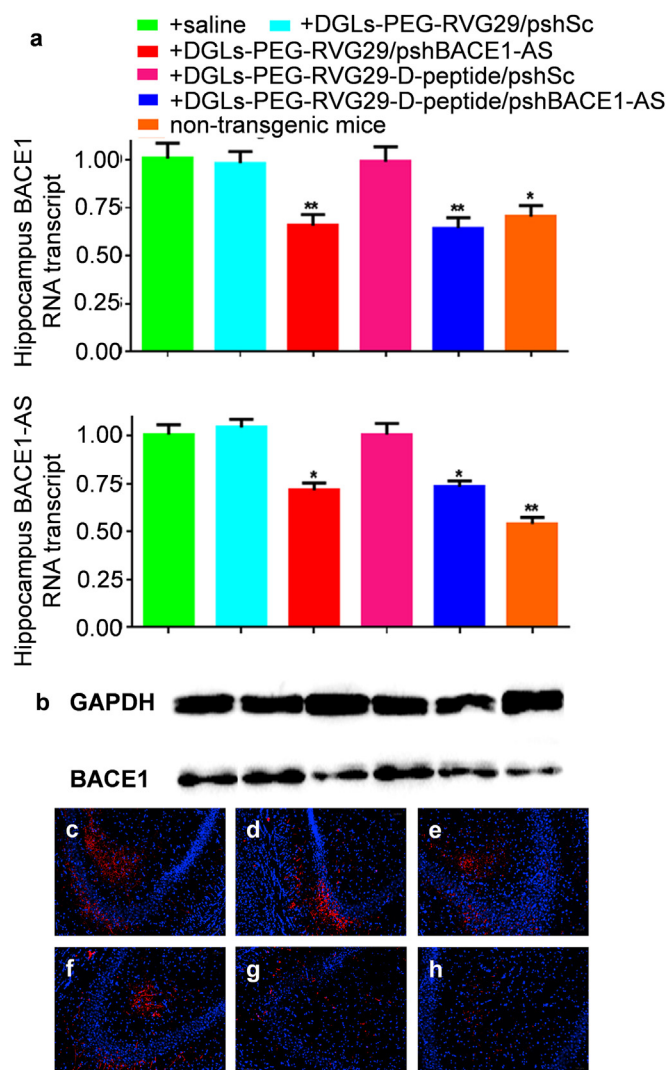 a
+saline +DGLs-PEG-RVG29/pshSc
+DGLs-PEG-RVG29/pshBACE1-AS
+DGLs-PEG-RVG29-D-peptide/pshSc
+DGLs-PEG-RVG29-D-peptide/pshBACE1-AS
non-transgenic mice
Hippocampus BACE1
RNA transcript
1.00
0.75
0.50
0.25
0.00
** ** *
Hippocampus BACE1-AS
RNA transcript
1.00
0.75
0.50
0.25
0.00
* * **
b GAPDH
BACE1
c d e
f g h